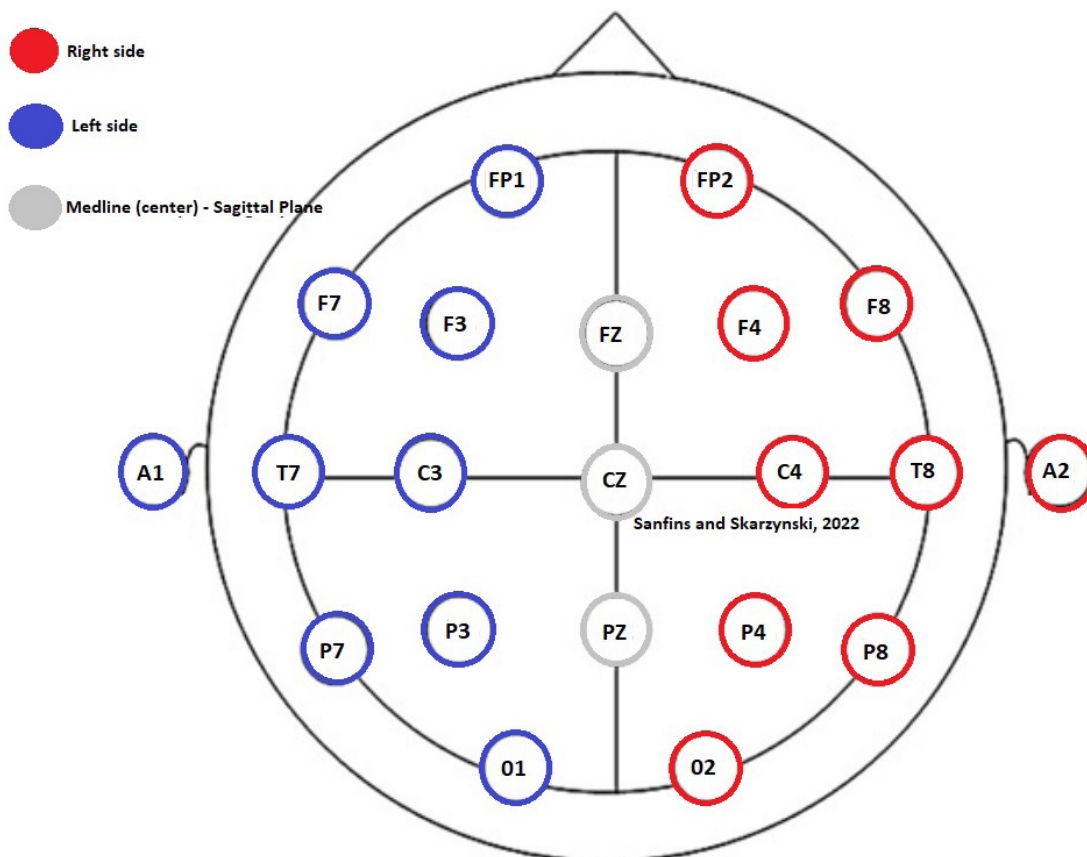 Right side
Left side
Medline (center) - Sagittal Plane
FP1 FP2
F7 F3 FZ F4 F8
A1 T7 C3 CZ C4 T8 A2
Sanfins and Skarzynski, 2022
P7 P3 PZ P4 P8
01 02